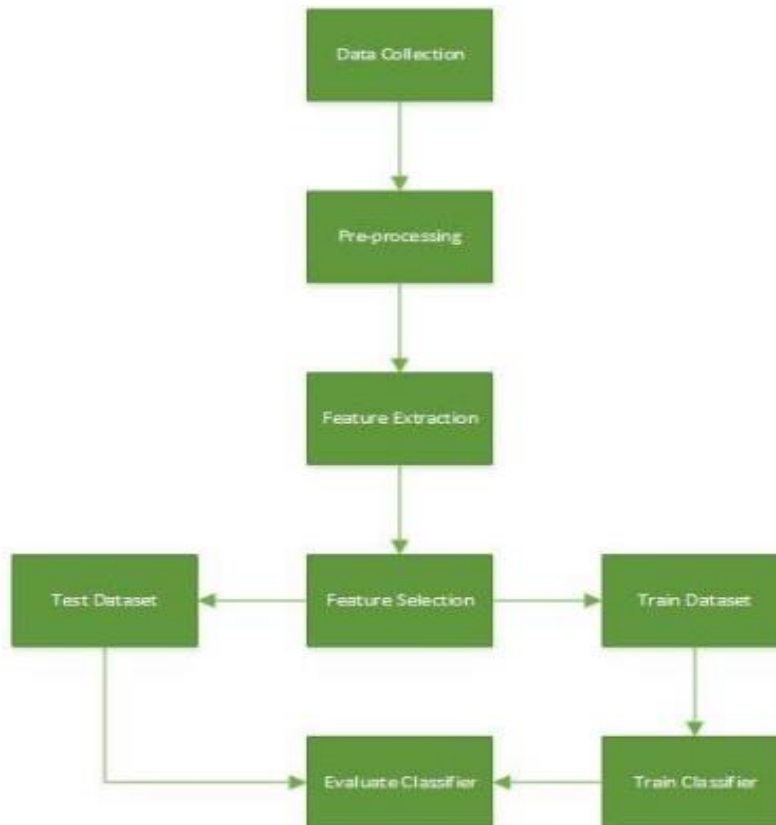 Data Collection
Pre-processing
Feature Extraction
Test Dataset
Feature Selection
Train Dataset
Evaluate Classifier
Train Classifier